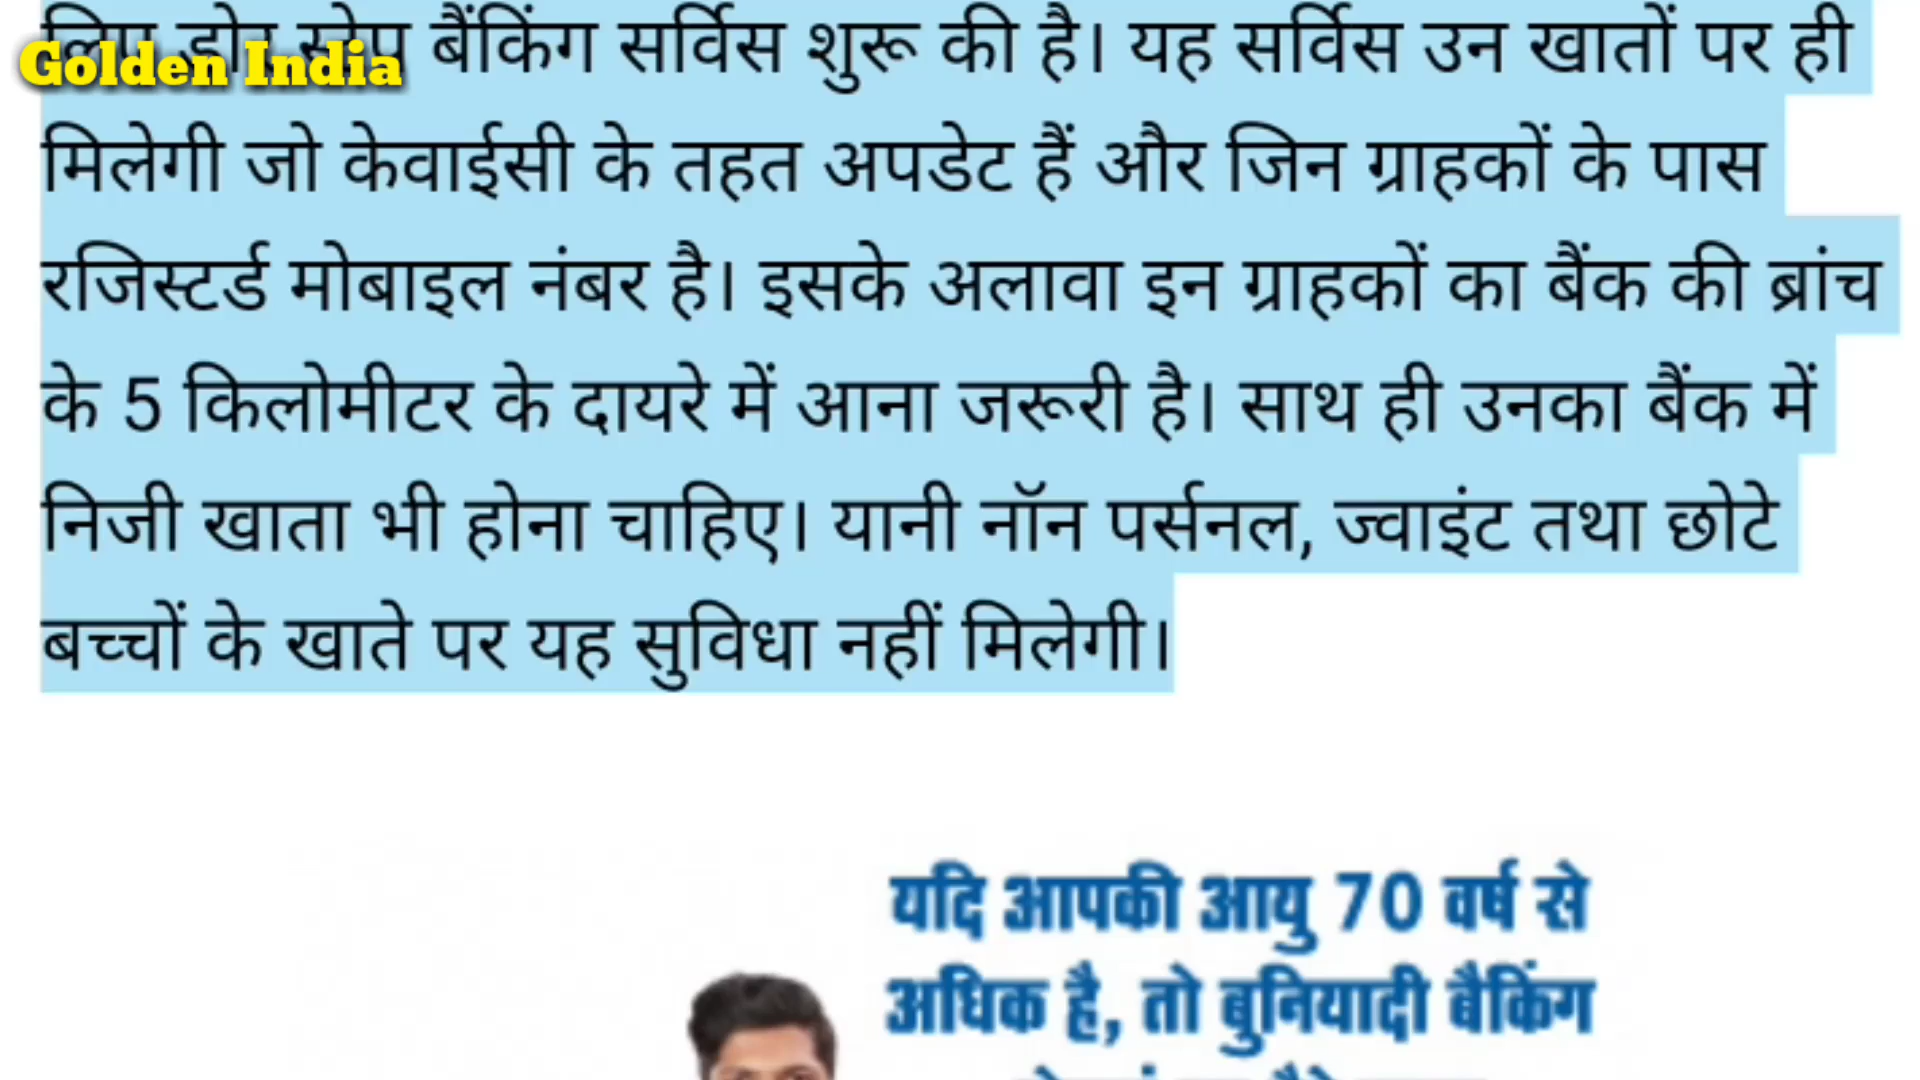 Golden India
लिए डोर स्टेप बैंकिंग सर्विस शुरू की है। यह सर्विस उन खातों पर ही
मिलेगी जो केवाईसी के तहत अपडेट हैं और जिन ग्राहकों के पास
रजिस्टर्ड मोबाइल नंबर है। इसके अलावा इन ग्राहकों का बैंक की ब्रांच
के 5 किलोमीटर के दायरे में आना जरूरी है। साथ ही उनका बैंक में
निजी खाता भी होना चाहिए। यानी नॉन पर्सनल, ज्वाइंट तथा छोटे
बच्चों के खाते पर यह सुविधा नहीं मिलेगी।
यदि आपकी आयु 70 वर्ष से
अधिक है, तो बुनियादी बैकिंग